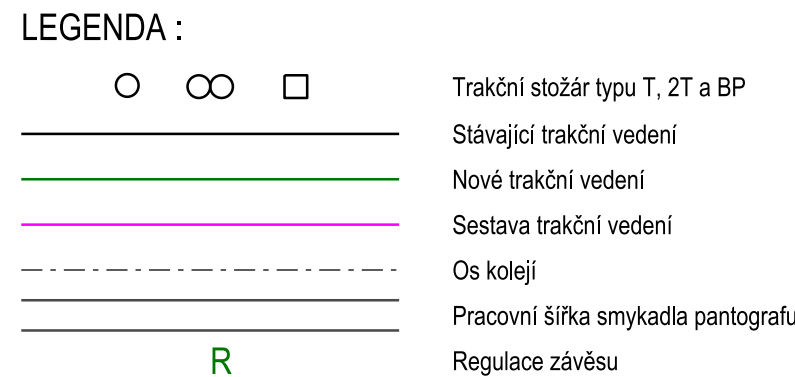 LEGENDA :
Trakční stožár typu T, 2T a BP
Stávající trakční vedení
Nové trakční vedení
Sestava trakční vedení
Os kolejí
Pracovní šířka smykadla pantografu
R Regulace závěsu